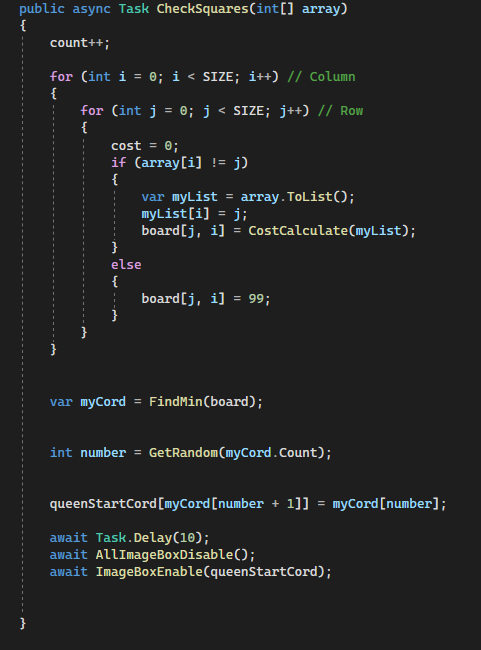 public async Task CheckSquares(int[] array)
{
count++;
for (int i = 0; i < SIZE; i++) // Column
{
for (int j = 0; j < SIZE; j++) // Row
{
cost = 0;
if (array[i] != j)
{
var myList = array.ToList();
myList[i] = j;
board[j, i] = CostCalculate(myList);
}
else
{
board[j, i] = 99;
}
}
}
var myCord = FindMin(board);
int number = GetRandom(myCord.Count);
queenStartCord[myCord[number + 1]] = myCord[number];
await Task.Delay(10);
await AllImageBoxDisable();
await ImageBoxEnable(queenStartCord);
}